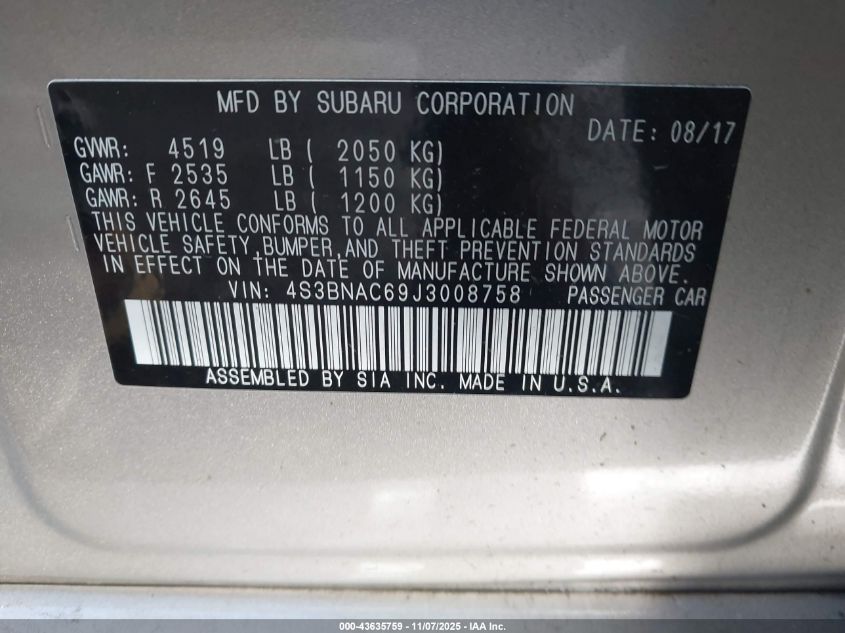 MFD BY SUBARU CORPORATION
DATE: 08/17
GVWR: 4519 LB ( 2050 KG)
GAWR: F 2535 LB ( 1150 KG)
GAWR: R 2645 LB ( 1200 KG)
THIS VEHICLE CONFORMS TO ALL APPLICABLE FEDERAL MOTOR
VEHICLE SAFETY,BUMPER,AND THEFT PREVENTION STANDARDS
IN EFFECT ON THE DATE OF MANUFACTURE SHOWN ABOVE.
VIN: 4S3BNAC69J3008758 PASSENGER CAR
ASSEMBLED BY SIA INC. MADE IN U.S.A.
000-43635759 - 11/07/2025 - IAA Inc.